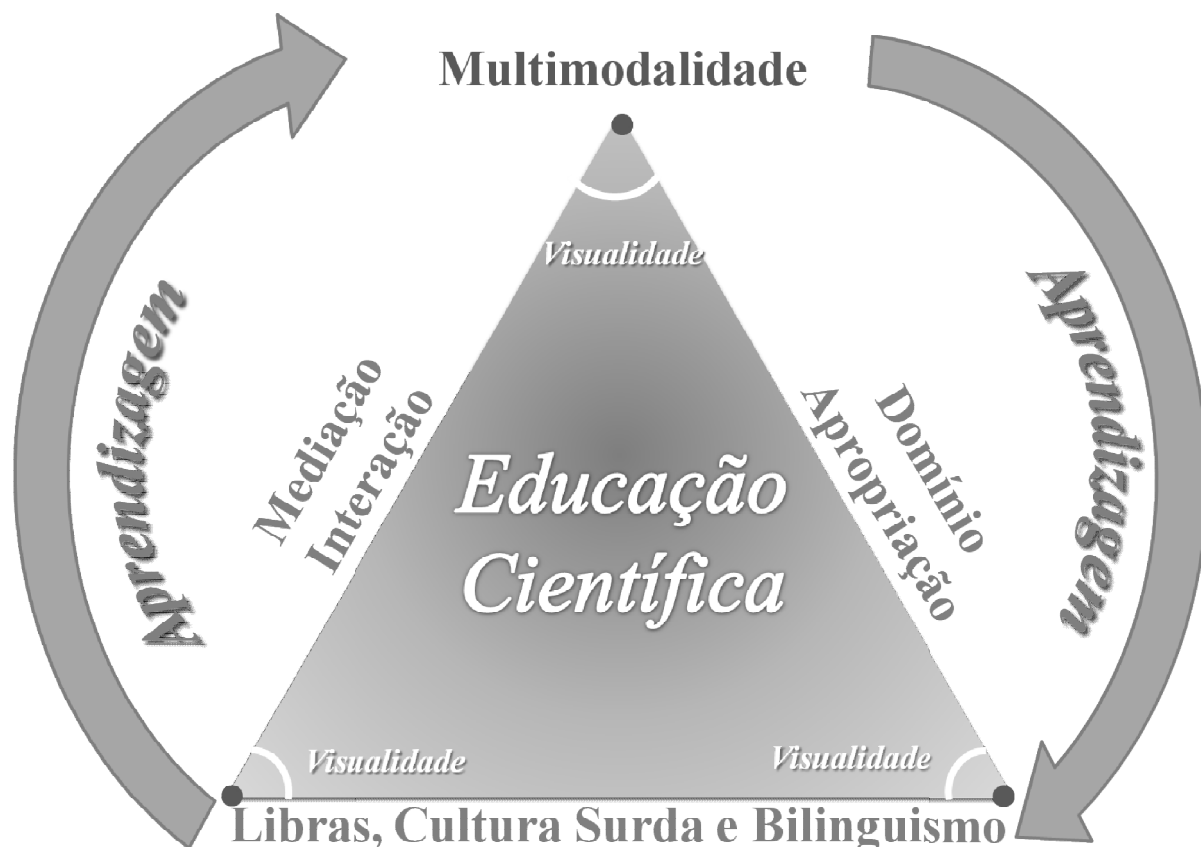 Multimodalidade
Visualidade
Aprendizagem
Mediação
Interação
Domínio
Apropriação
Aprendizagem
Educação
Científica
Visualidade
Visualidade
Libras, Cultura Surda e Bilinguismo